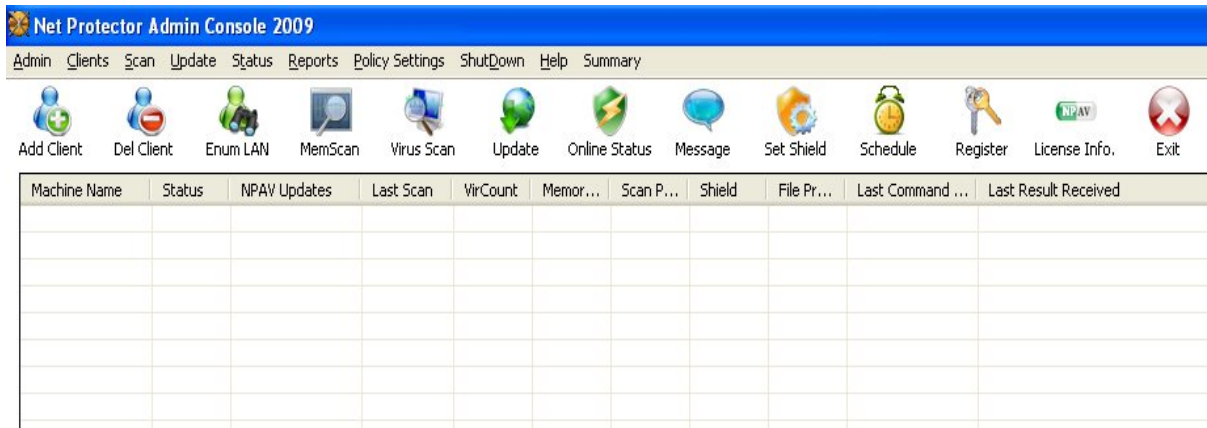 Net Protector Admin Console 2009
Admin Clients Scan Update Status Reports Policy Settings ShutDown Help Summary
NPAV
Add Client Del Client Enum LAN MemScan Virus Scan Update Online Status Message Set Shield Schedule Register License Info. Exit
Machine Name Status NPAV Updates Last Scan VirCount Memor... Scan P... Shield File Pr... Last Command ... Last Result Received